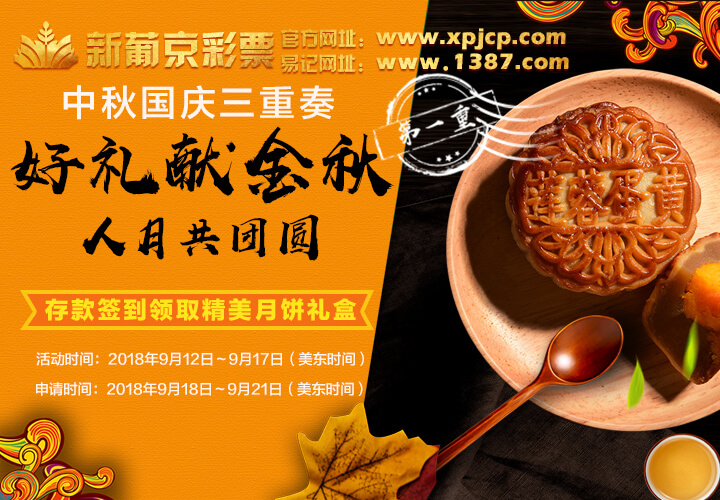 新葡京彩票 官方网址：www.xpjcp.com
易记网址：www.1387.com
中秋国庆三重奏
第一重
好礼献金秋
人月共团圆
蓮蓉蛋黄
存款签到领取精美月饼礼盒
活动时间：2018年9月12日～9月17日（美东时间）
申请时间：2018年9月18日～9月21日（美东时间）